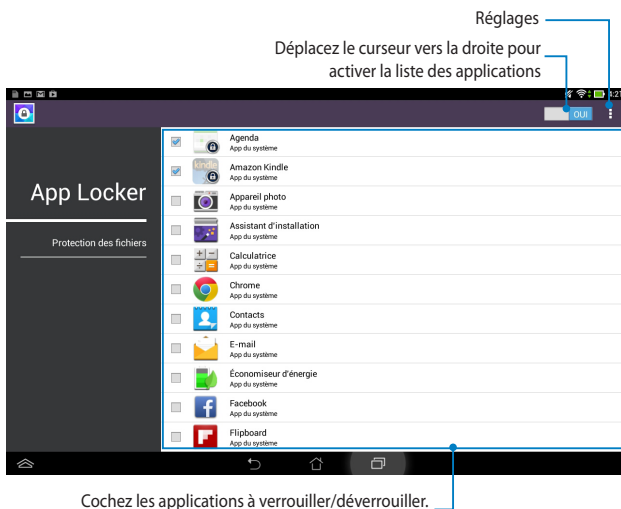 Réglages
Déplacez le curseur vers la droite pour
activer la liste des applications
4:27
OUI
App Locker
Protection des fichiers
Agenda
App du système
kindle
Amazon Kindle
App du système
Appareil photo
App du système
Assistant d'installation
App du système
Calculatrice
App du système
Chrome
App du système
Contacts
App du système
E-mail
App du système
Économiseur d'énergie
App du système
Facebook
App du système
Flipboard
App du système
Cochez les applications à verrouiller/déverrouiller.